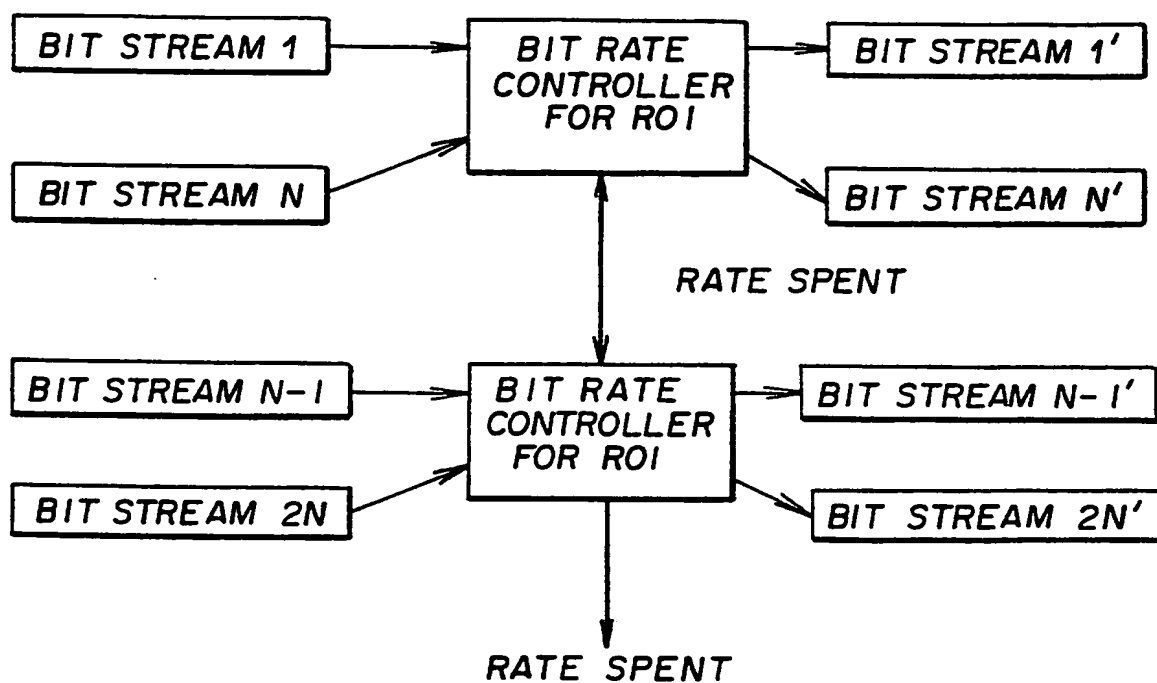 BIT STREAM 1
BIT RATE
CONTROLLER
FOR ROI
BIT STREAM 1'
BIT STREAM N
BIT STREAM N'
RATE SPENT
BIT STREAM N-1
BIT RATE
CONTROLLER
FOR ROI
BIT STREAM N-1'
BIT STREAM 2N
BIT STREAM 2N'
RATE SPENT